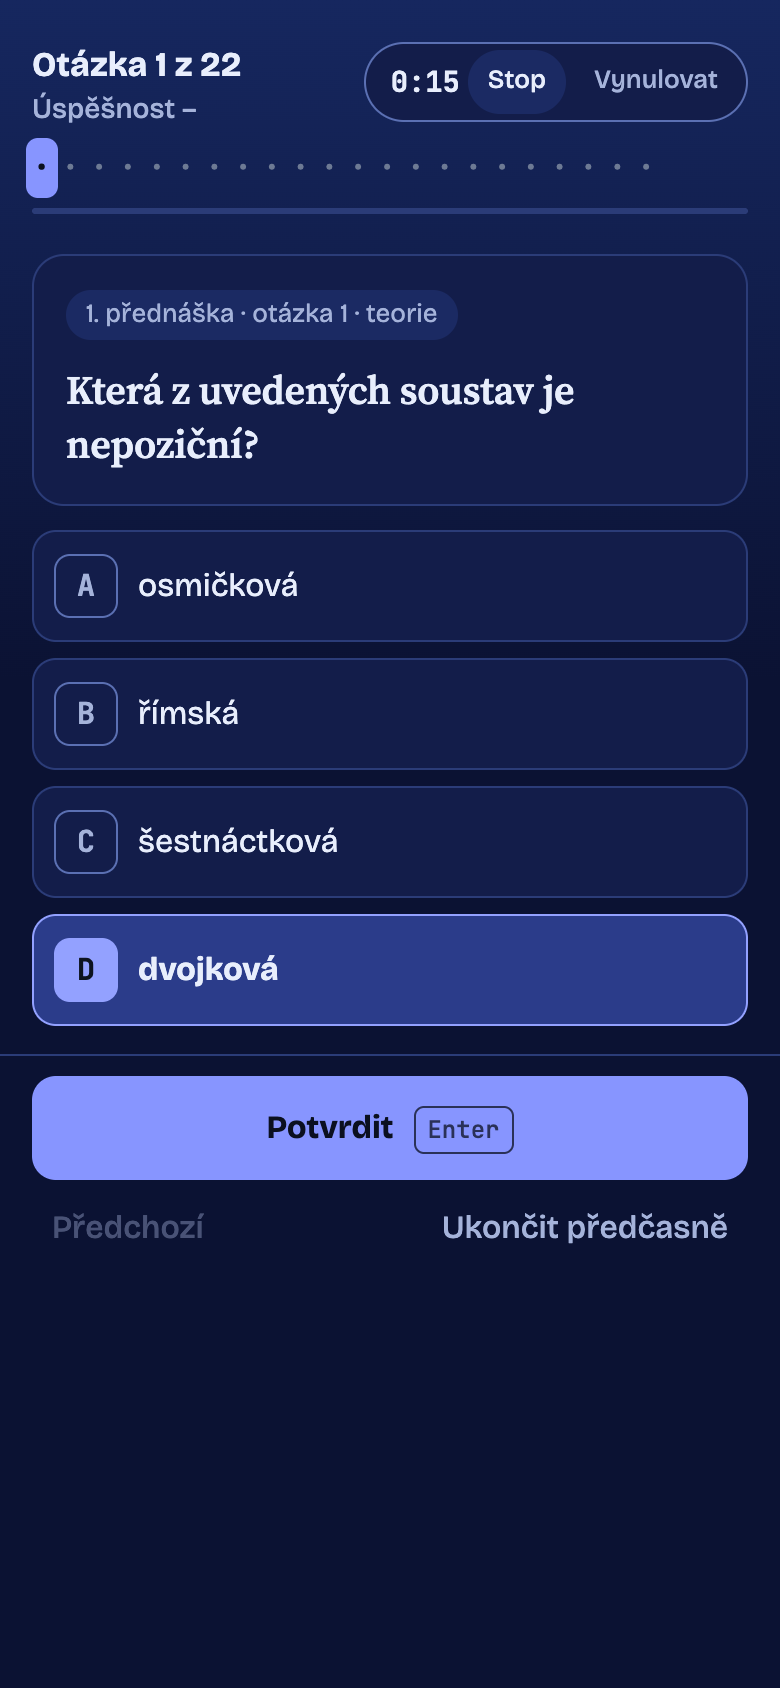 Otázka 1 z 22
Úspěšnost –
0:15 Stop Vynulovat
1. přednáška · otázka 1 · teorie
Která z uvedených soustav je
nepoziční?
A osmičková
B římská
C šestnáctková
D dvojková
Potvrdit Enter
Předchozí Ukončit předčasně